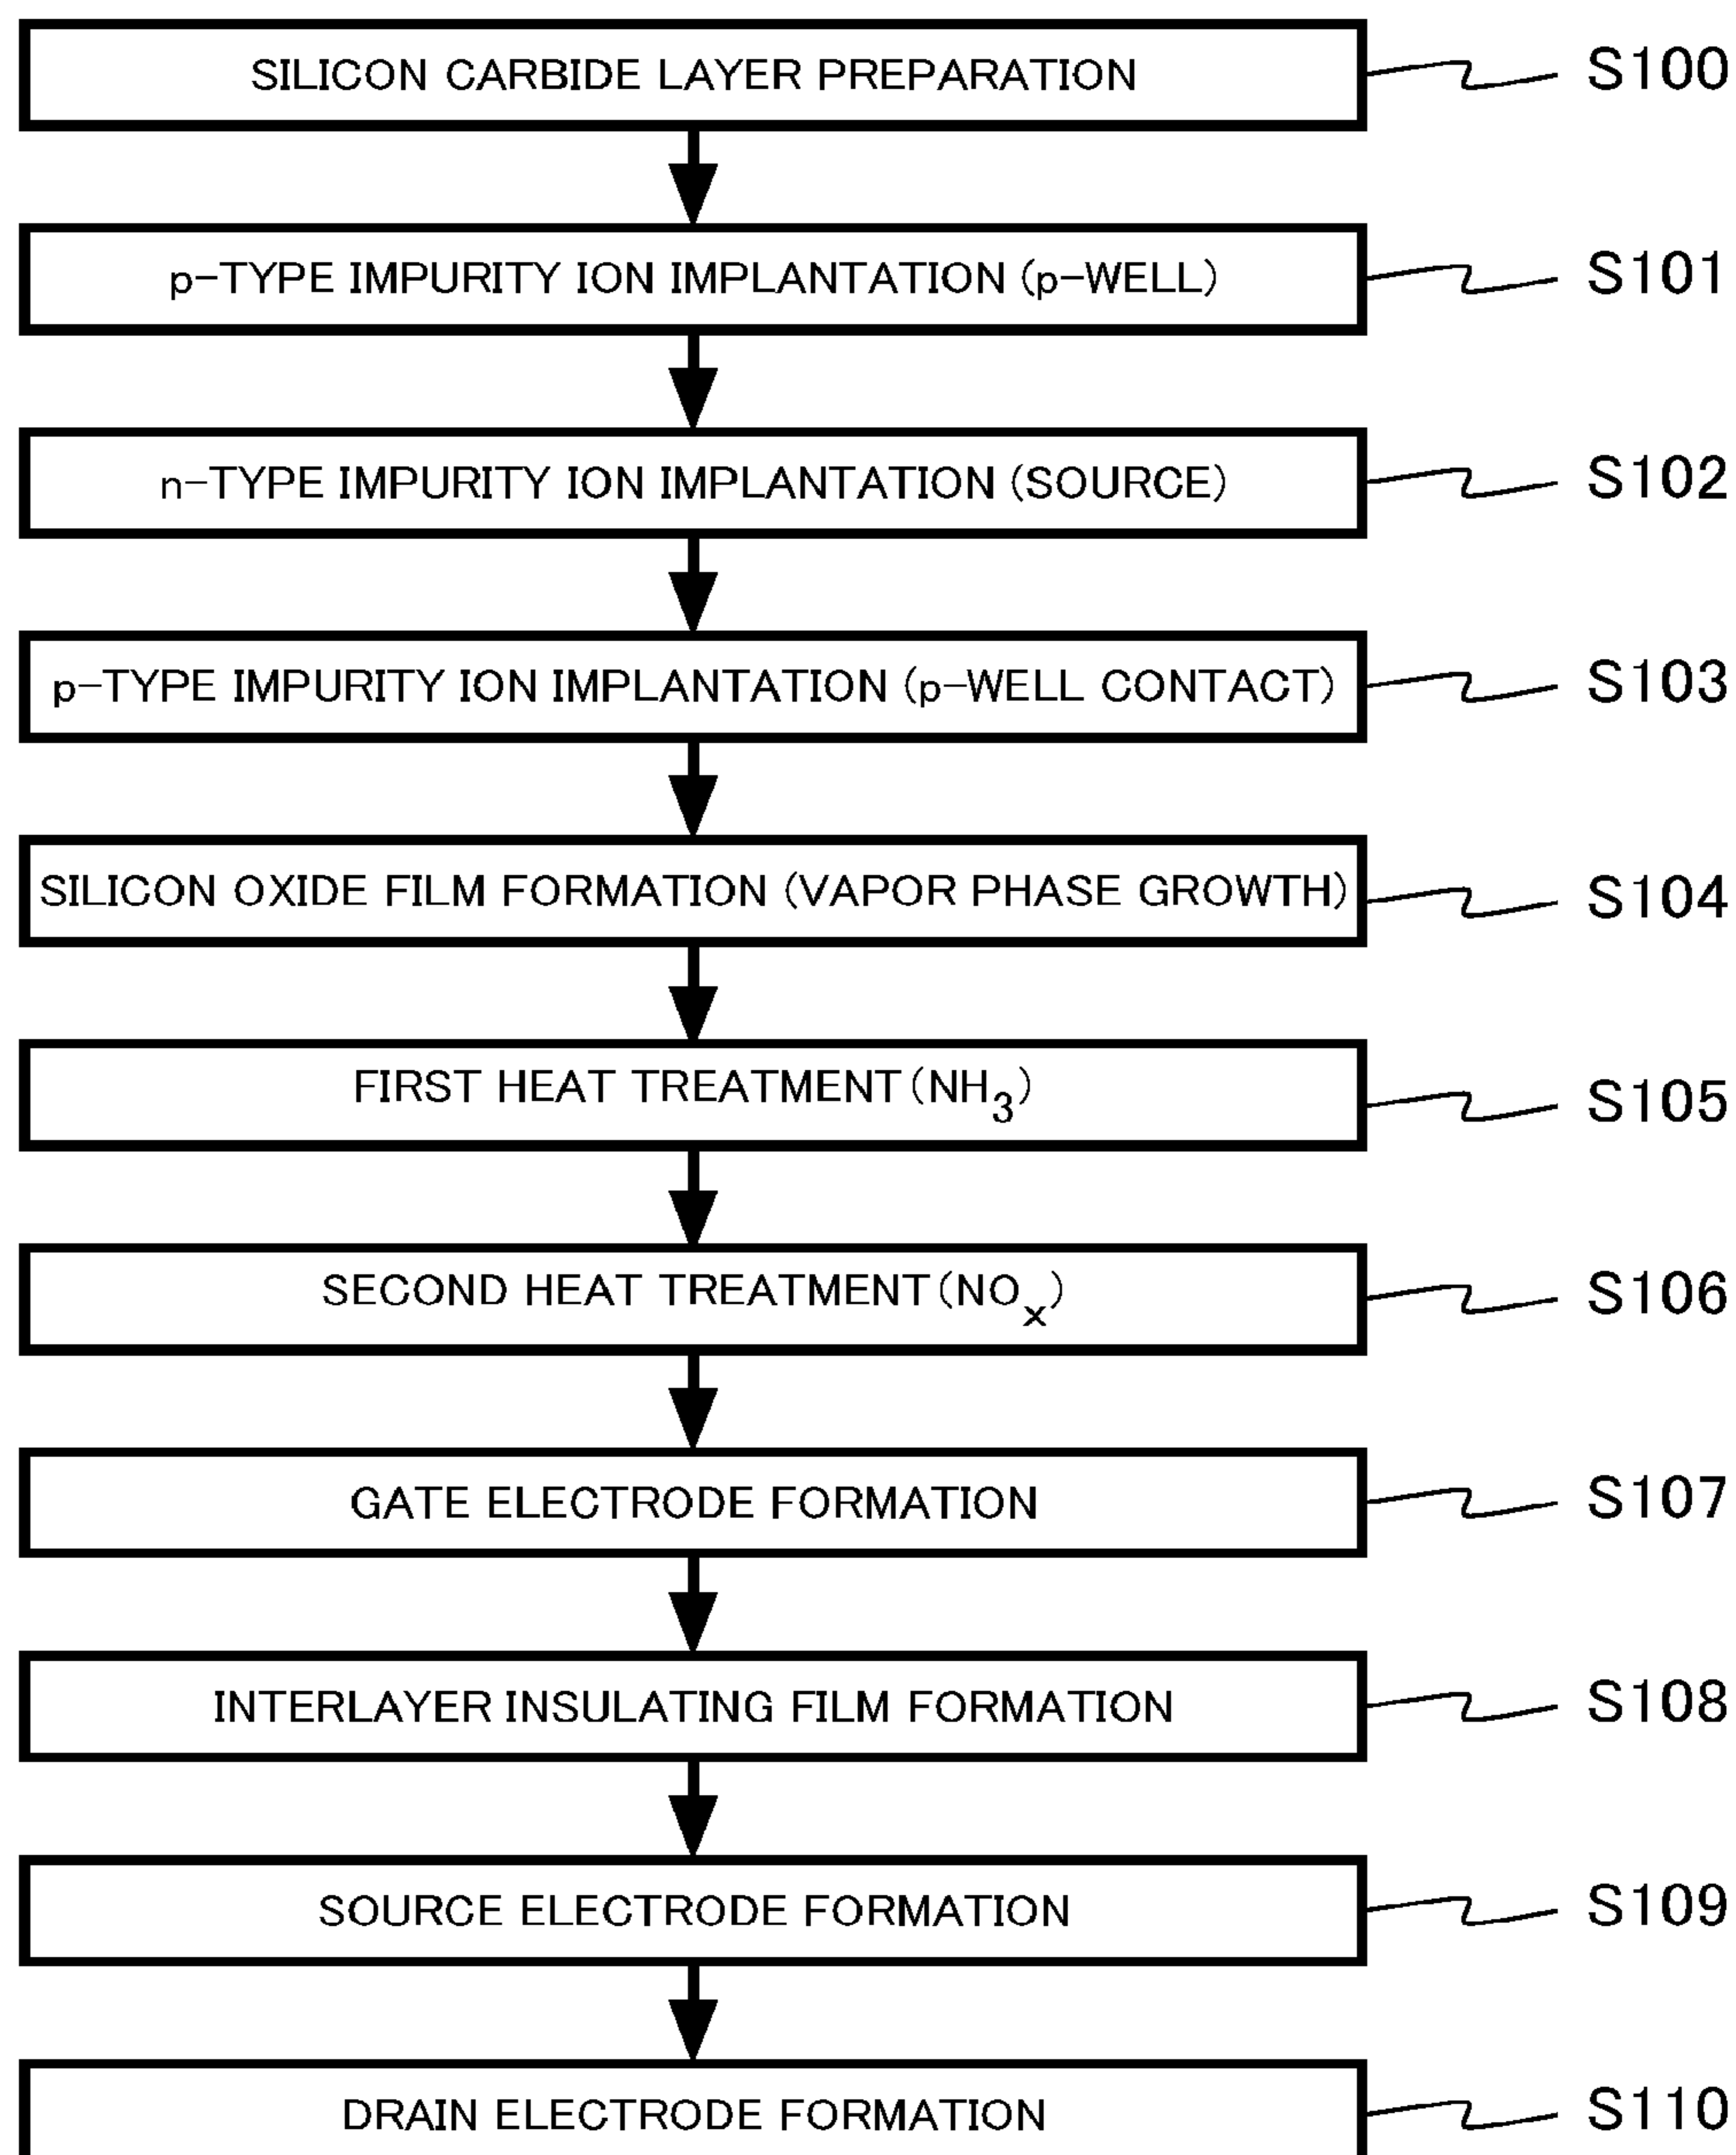 SILICON CARBIDE LAYER PREPARATION S100
p-TYPE IMPURITY ION IMPLANTATION (p-WELL) S101
n-TYPE IMPURITY ION IMPLANTATION (SOURCE) S102
p-TYPE IMPURITY ION IMPLANTATION (p-WELL CONTACT) S103
SILICON OXIDE FILM FORMATION (VAPOR PHASE GROWTH) S104
FIRST HEAT TREATMENT (NH3) S105
SECOND HEAT TREATMENT (NOx) S106
GATE ELECTRODE FORMATION S107
INTERLAYER INSULATING FILM FORMATION S108
SOURCE ELECTRODE FORMATION S109
DRAIN ELECTRODE FORMATION S110